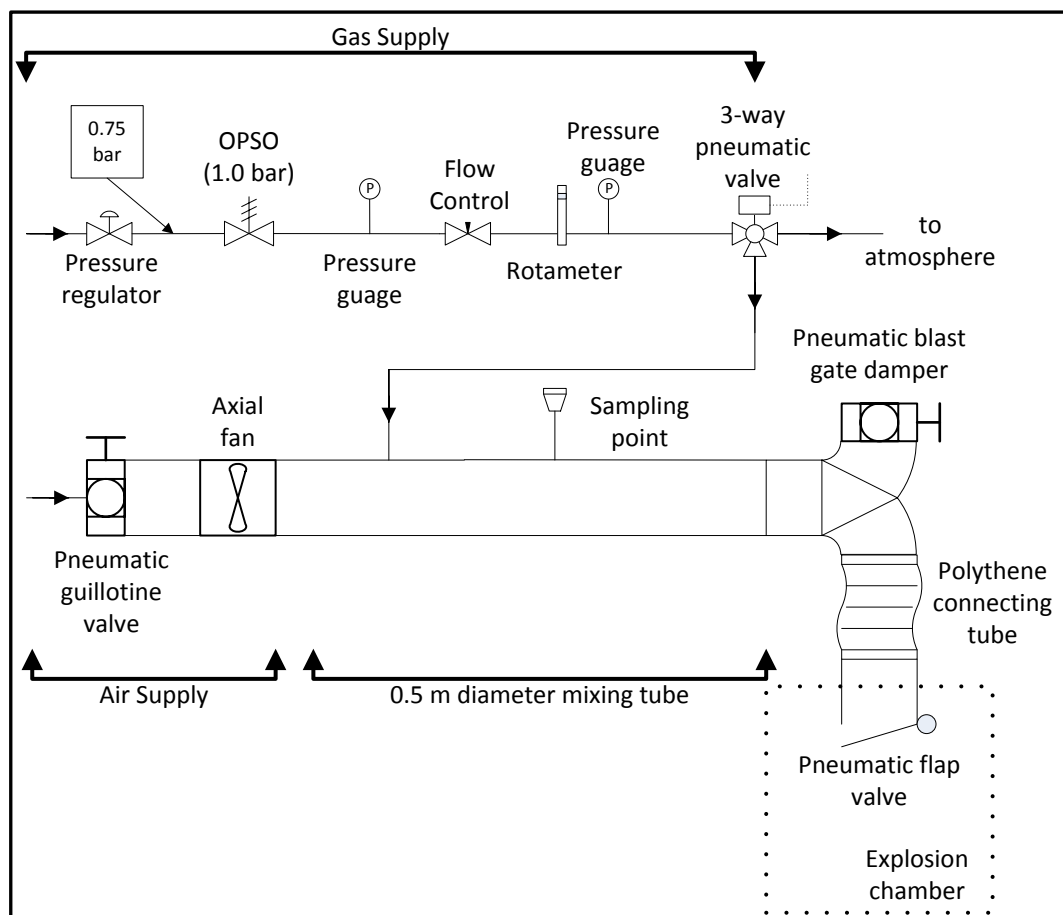 Gas Supply
0.75
bar
OPSO
(1.0 bar)
P
Flow
Control
Pressure
guage
P
3-way
pneumatic
valve
Pressure
regulator
Pressure
guage
Rotameter
to
atmosphere
Pneumatic blast
gate damper
Axial
fan
Sampling
point
Pneumatic
guillotine
valve
Polythene
connecting
tube
Air Supply
0.5 m diameter mixing tube
Pneumatic flap
valve
Explosion
chamber